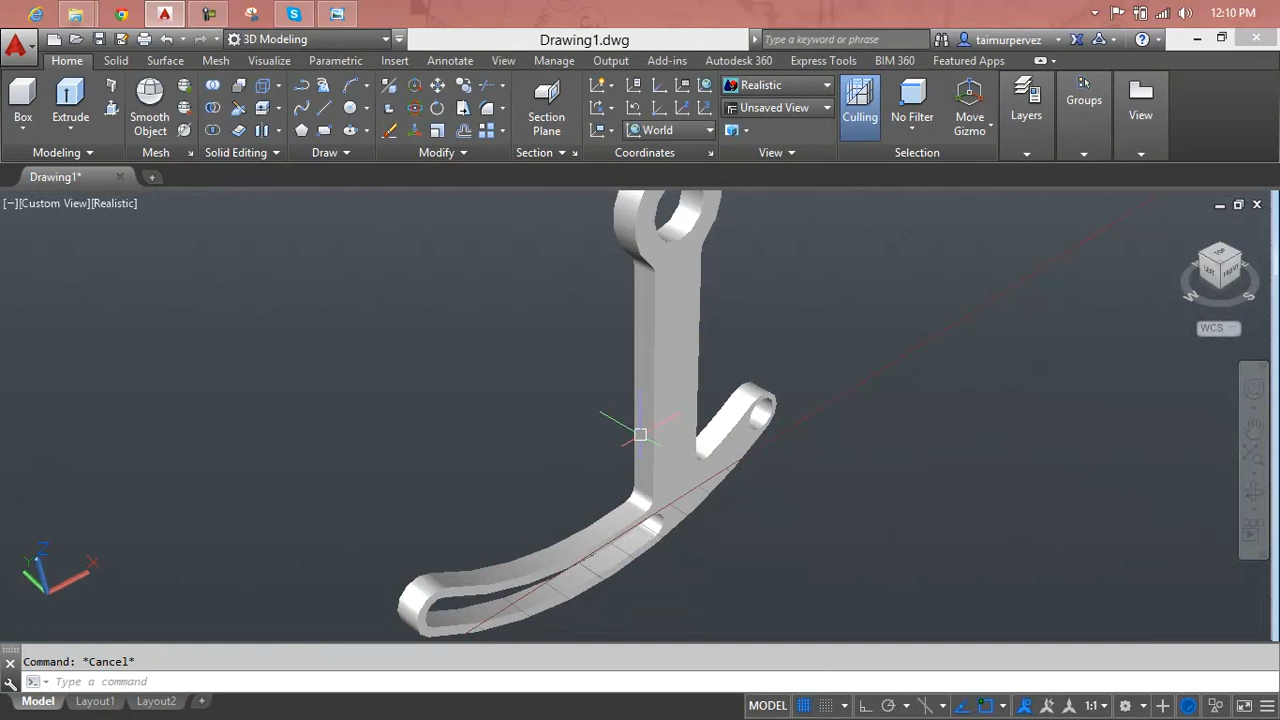 12:10 PM
3D Modeling
Drawing1.dwg
Type a keyword or phrase
taimurpervez
Home Solid Surface Mesh Visualize Parametric Insert Annotate View Manage Output Add-ins Autodesk 360 Express Tools BIM 360 Featured Apps
Box
Extrude
Smooth
Object
Section
Plane
World
Realistic
Unsaved View
Culling
No Filter
Move
Gizmo
Layers
Groups
View
Modeling
Mesh
Solid Editing
Draw
Modify
Section
Coordinates
View
Selection
Drawing1*
[−][Custom View][Realistic]
TOP
LEFT
FRONT
W
S
WCS
Z
X
Command: *Cancel*
Type a command
Model Layout1 Layout2
MODEL
1:1